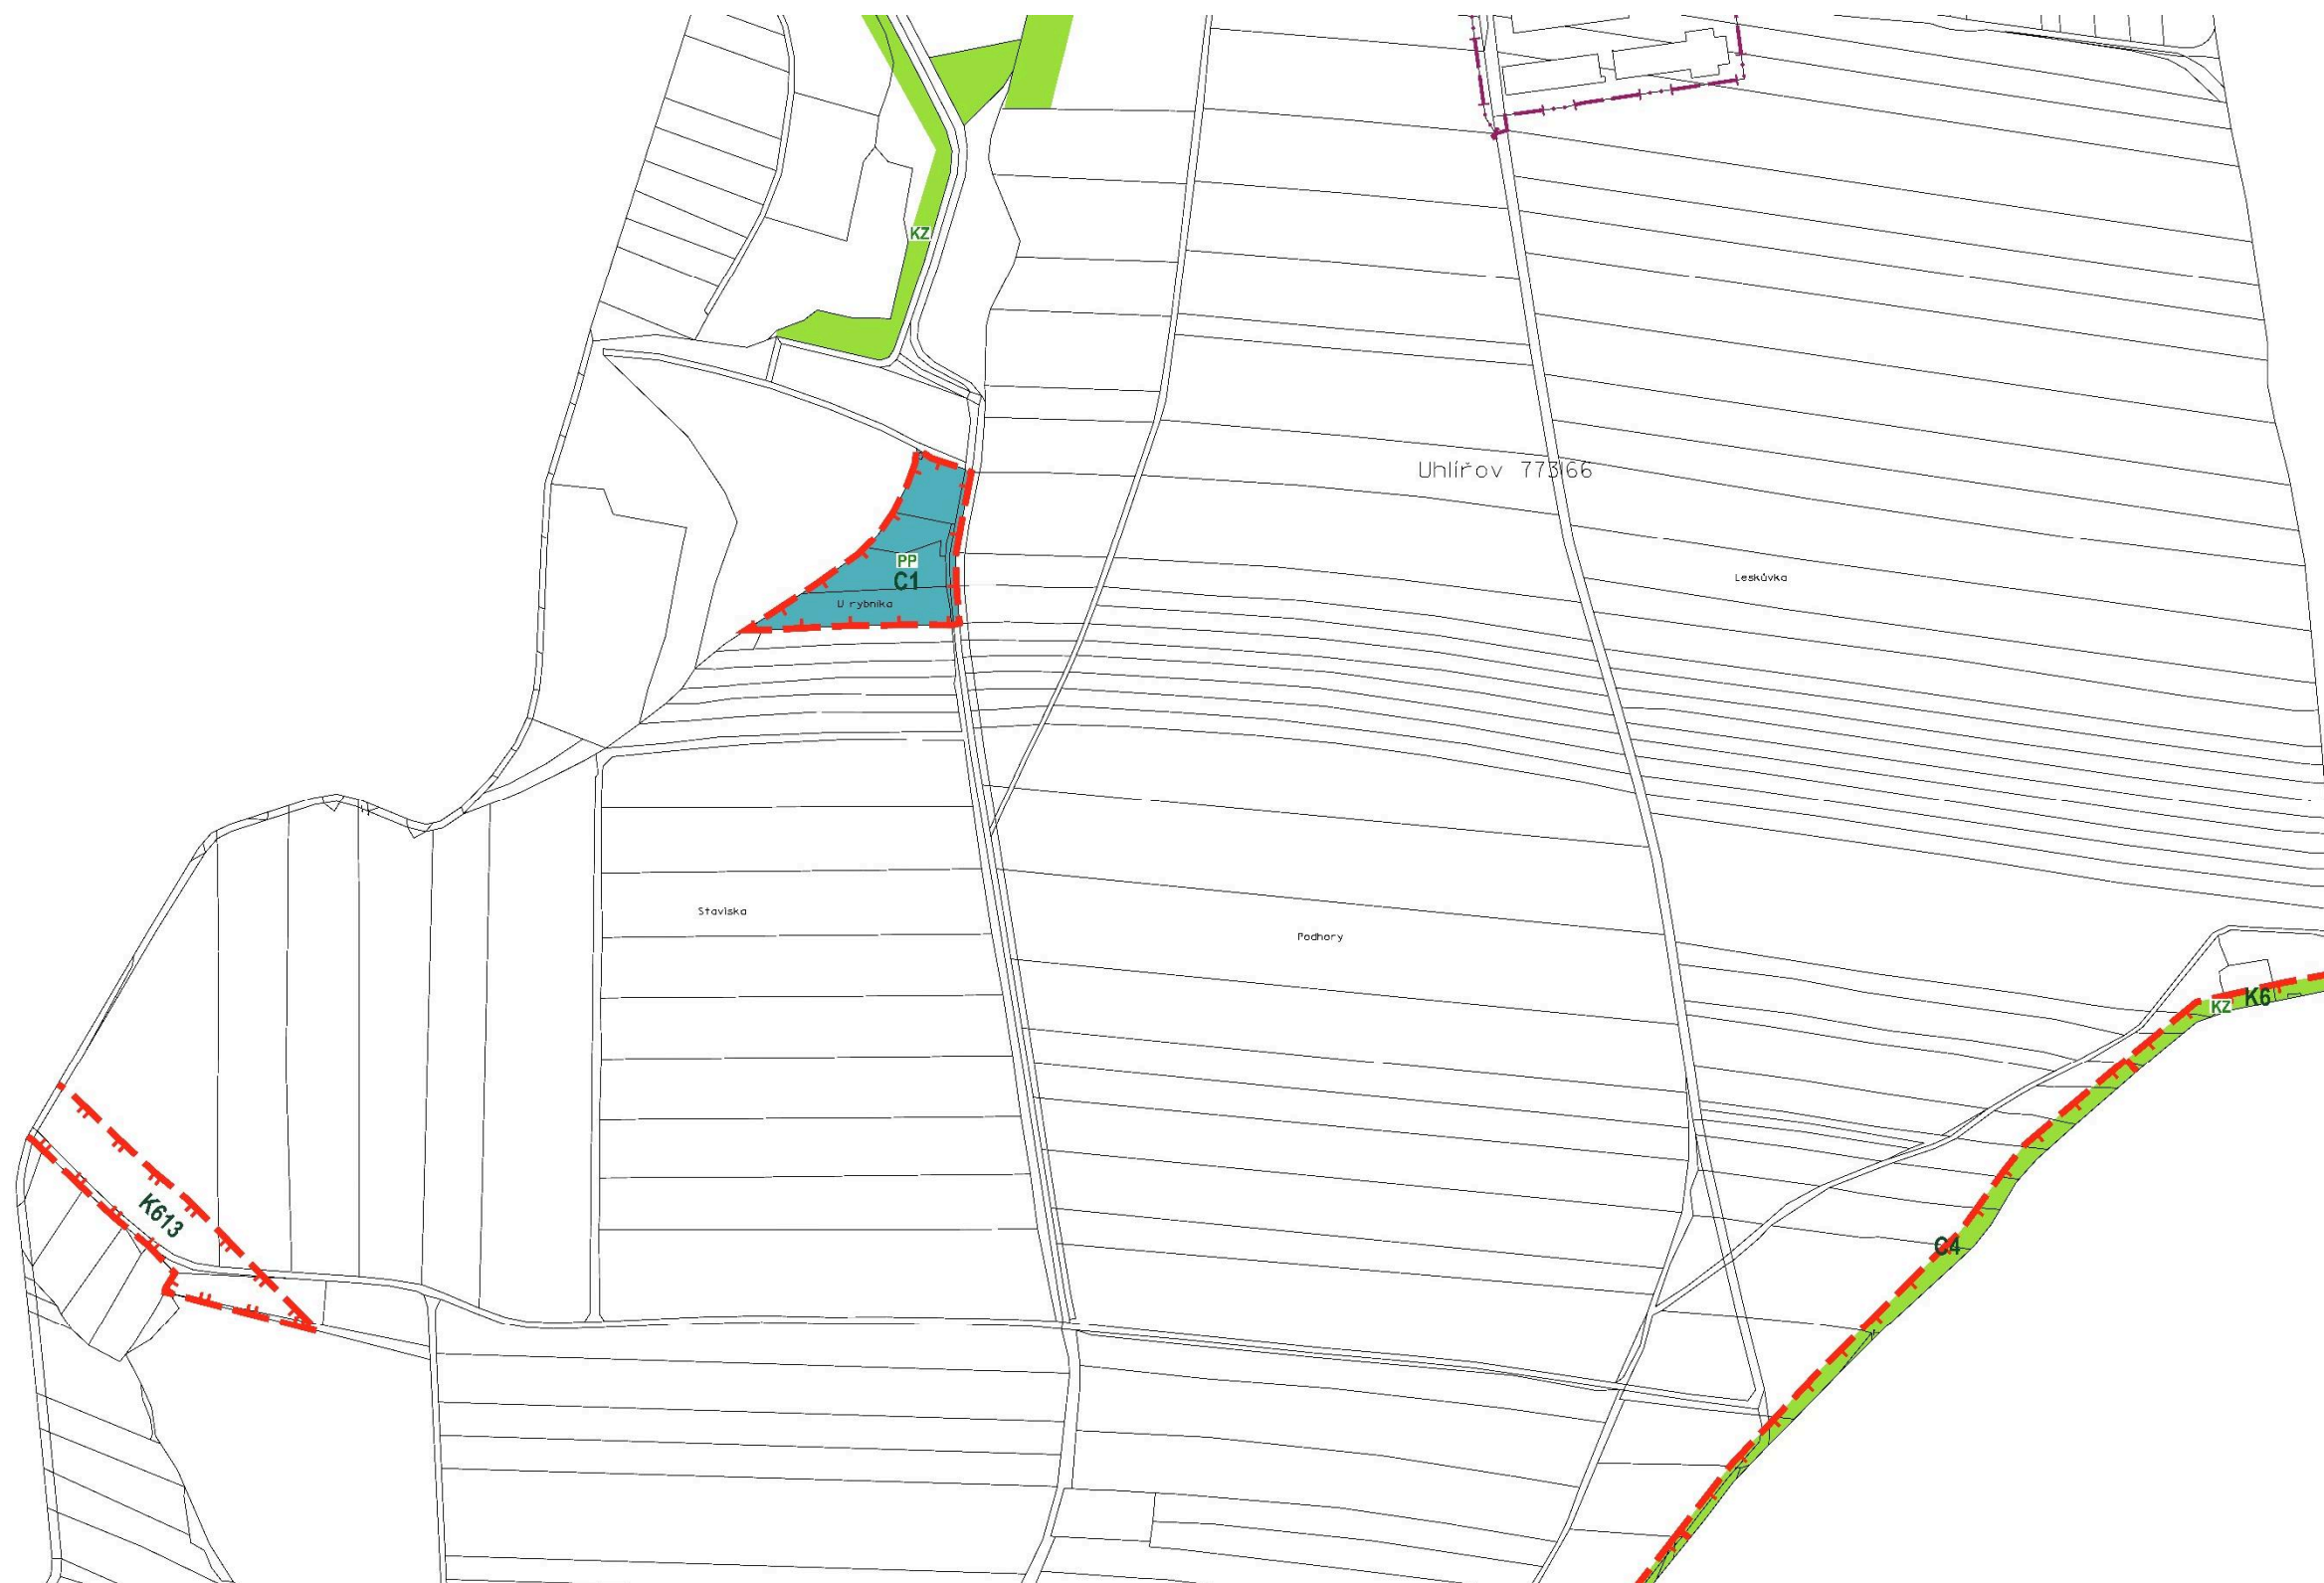 KZ
Uhlířov 773166
PP
C1
Leskůvka
U rybníka
Staviska
Podhory
K6
KZ
K613
C4